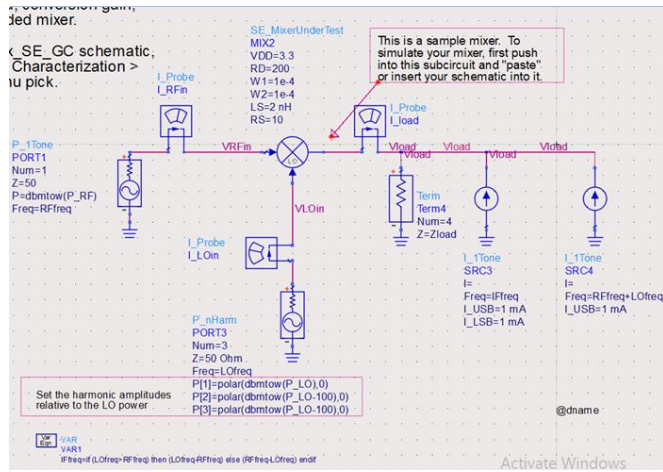 , conversion gain,
ded mixer.
x_SE_GC schematic,
Characterization >
nu pick.
SE_MixerUnderTest
MIX2
VDD=3.3
RD=200
W1=1e-4
W2=1e-4
LS=2 nH
RS=10
This is a sample mixer. To
simulate your mixer, first push
into this subcircuit and "paste"
or insert your schematic into it.
I_Probe
I_RFin
I_Probe
I_load
P_1Tone
PORT1
Num=1
Z=50
P=dbmtow(P_RF)
Freq=RFfreq
VRFin
LO
Vload
Vload
Vload
Vload
Vload
VLOin
Term
Term4
Num=4
Z=Zload
I_Probe
I_LOin
I_1Tone
SRC3
I=
Freq=IFfreq
I_USB=1 mA
I_LSB=1 mA
I_1Tone
SRC4
I=
Freq=RFfreq+LOfreq
I_USB=1 mA
P_nHarm
PORT3
Num=3
Z=50 Ohm
Freq=LOfreq
P[1]=polar(dbmtow(P_LO),0)
P[2]=polar(dbmtow(P_LO-100),0)
P[3]=polar(dbmtow(P_LO-100),0)
Set the harmonic amplitudes
relative to the LO power
@dname
Var
Eqn
VAR
VAR1
IFfreq=if (LOfreq>RFfreq) then (LOfreq-RFfreq) else (RFfreq-LOfreq) endif
Activate Windows